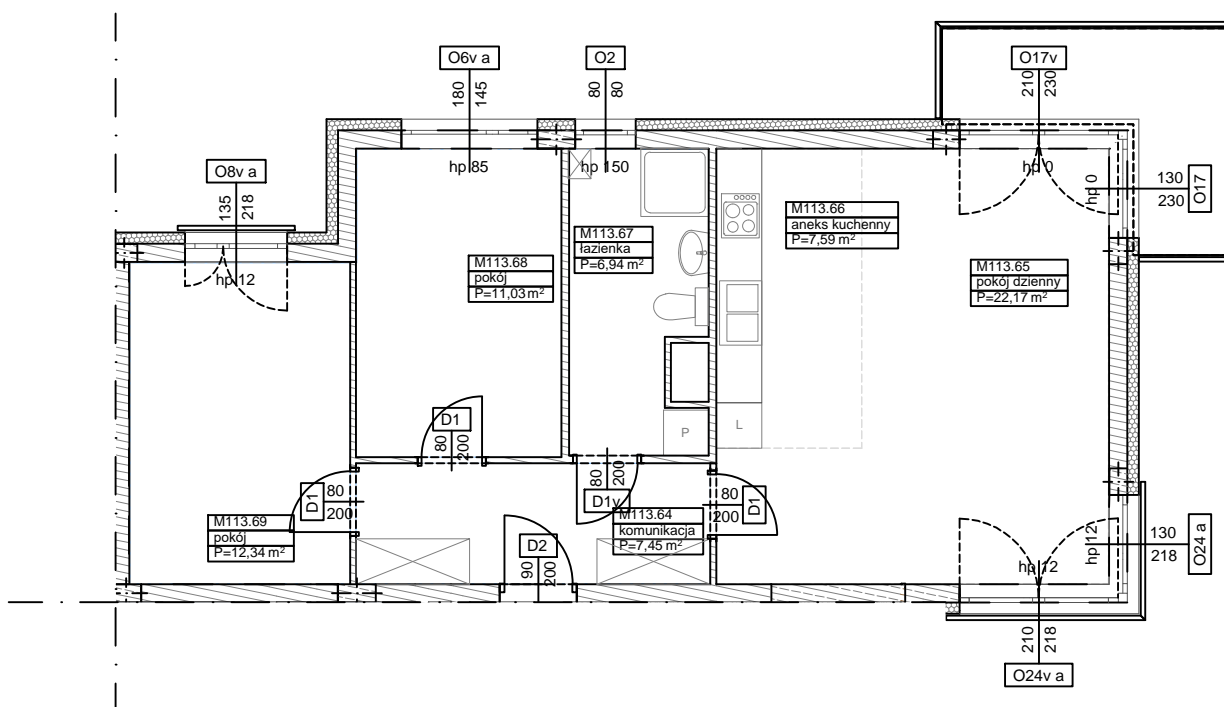 O6v a
180
145
hp 85
O2
80
80
hp 150
O17v
210
230
hp 0
O17
130
230
hp 0
O8v a
135
218
hp 12
M113.66
aneks kuchenny
P=7,59 m²
M113.67
łazienka
P=6,94 m²
M113.68
pokój
P=11,03 m²
M113.65
pokój dzienny
P=22,17 m²
P
L
D1
80
200
D1
80
200
D1v
80
200
D1
80
200
M113.69
pokój
P=12,34 m²
M113.64
komunikacja
P=7,45 m²
D2
90
200
hp 12
hp 12
O24 a
130
218
210
218
O24v a